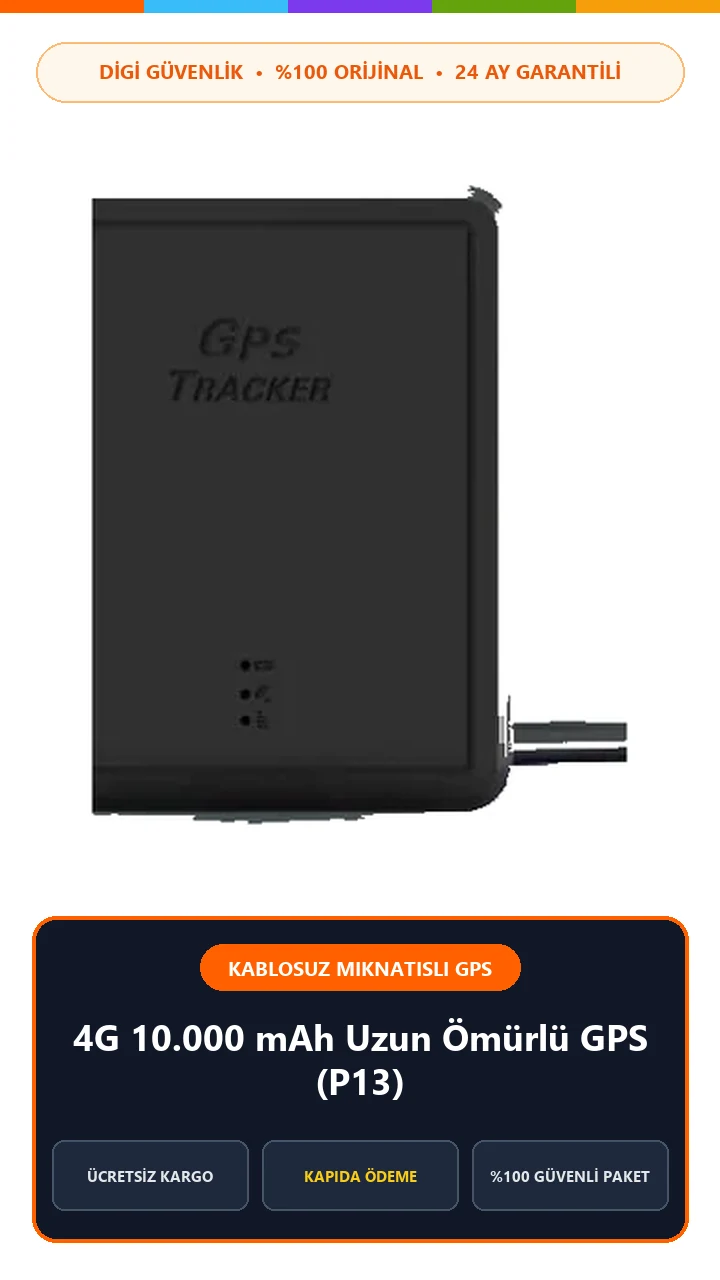 DİGİ GÜVENLİK • %100 ORİJİNAL • 24 AY GARANTİLİ
GPS
TRACKER
KABLOSUZ MIKNATISLI GPS
4G 10.000 mAh Uzun Ömürlü GPS
(P13)
ÜCRETSİZ KARGO
KAPIDA ÖDEME
%100 GÜVENLİ PAKET